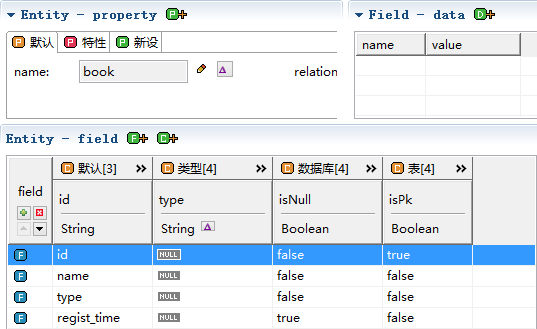 Entity - property
Field - data
默认 特性 新设
name value
name: book relation
Entity - field
默认[3] 类型[4] 数据库[4] 表[4]
field
id type isNull isPk
String String Boolean Boolean
id NULL false true
name NULL false false
type NULL false false
regist_time NULL true false